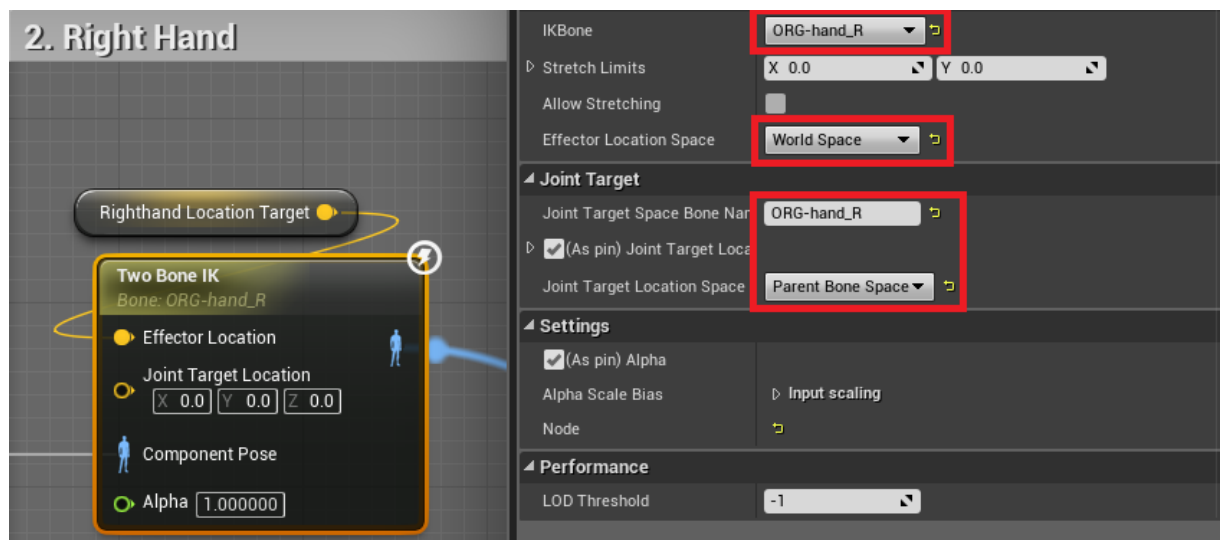 2. Right Hand
Righthand Location Target
Two Bone IK
Bone: ORG-hand_R
Effector Location
Joint Target Location
X 0.0 Y 0.0 Z 0.0
Component Pose
Alpha 1.000000
IKBone ORG-hand_R
Stretch Limits X 0.0 Y 0.0
Allow Stretching
Effector Location Space World Space
Joint Target
Joint Target Space Bone Nar ORG-hand_R
(As pin) Joint Target Loca
Joint Target Location Space Parent Bone Space
Settings
(As pin) Alpha
Alpha Scale Bias Input scaling
Node
Performance
LOD Threshold -1